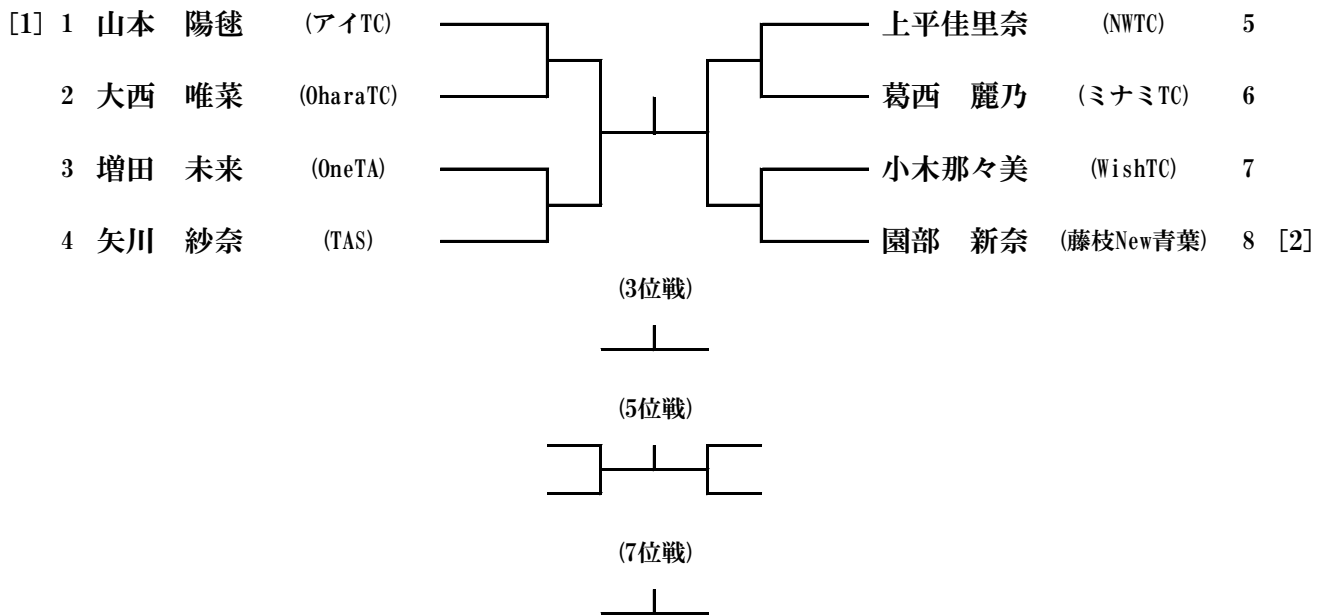 [1] 1 山本 陽毬 (アイTC) 上平佳里奈 (NWTC) 5
2 大西 唯菜 (OharaTC) 葛西 麗乃 (ミナミTC) 6
3 増田 未来 (OneTA) 小木那々美 (WishTC) 7
4 矢川 紗奈 (TAS) 園部 新奈 (藤枝New青葉) 8 [2]
(3位戦)
(5位戦)
(7位戦)